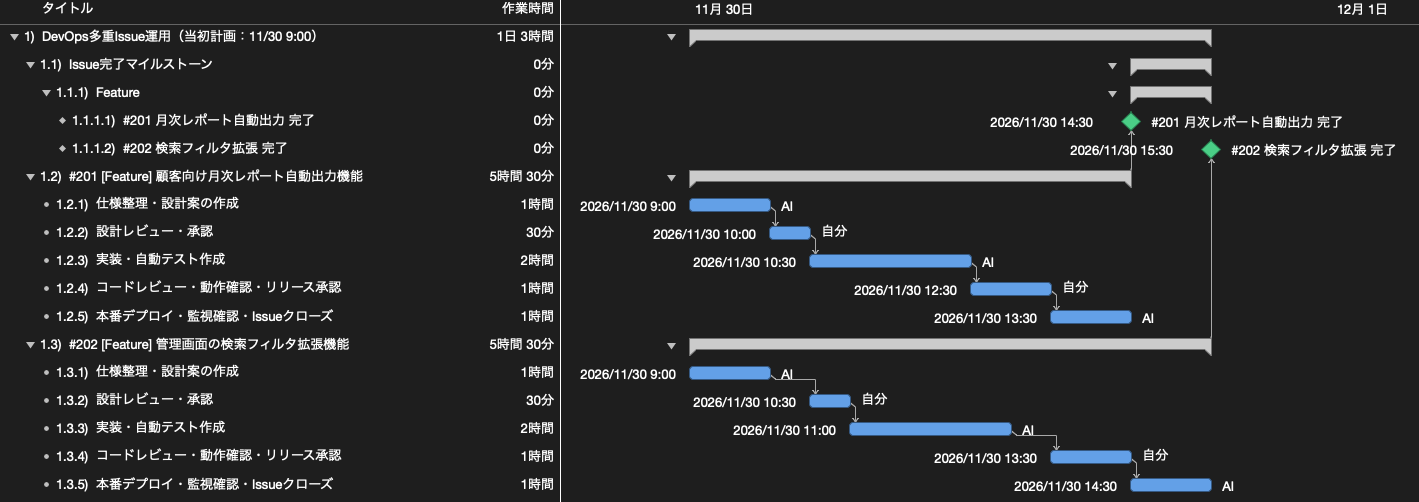 タイトル 作業時間 11月 30日 12月 1日
1) DevOps多重Issue運用（当初計画：11/30 9:00） 1日 3時間
1.1) Issue完了マイルストーン 0分
1.1.1) Feature 0分
1.1.1.1) #201 月次レポート自動出力 完了 0分 2026/11/30 14:30 #201 月次レポート自動出力 完了
1.1.1.2) #202 検索フィルタ拡張 完了 0分 2026/11/30 15:30 #202 検索フィルタ拡張 完了
1.2) #201 [Feature] 顧客向け月次レポート自動出力機能 5時間 30分
1.2.1) 仕様整理・設計案の作成 1時間 2026/11/30 9:00 AI
1.2.2) 設計レビュー・承認 30分 2026/11/30 10:00 自分
1.2.3) 実装・自動テスト作成 2時間 2026/11/30 10:30 AI
1.2.4) コードレビュー・動作確認・リリース承認 1時間 2026/11/30 12:30 自分
1.2.5) 本番デプロイ・監視確認・Issueクローズ 1時間 2026/11/30 13:30 AI
1.3) #202 [Feature] 管理画面の検索フィルタ拡張機能 5時間 30分
1.3.1) 仕様整理・設計案の作成 1時間 2026/11/30 9:00 AI
1.3.2) 設計レビュー・承認 30分 2026/11/30 10:30 自分
1.3.3) 実装・自動テスト作成 2時間 2026/11/30 11:00 AI
1.3.4) コードレビュー・動作確認・リリース承認 1時間 2026/11/30 13:30 自分
1.3.5) 本番デプロイ・監視確認・Issueクローズ 1時間 2026/11/30 14:30 AI